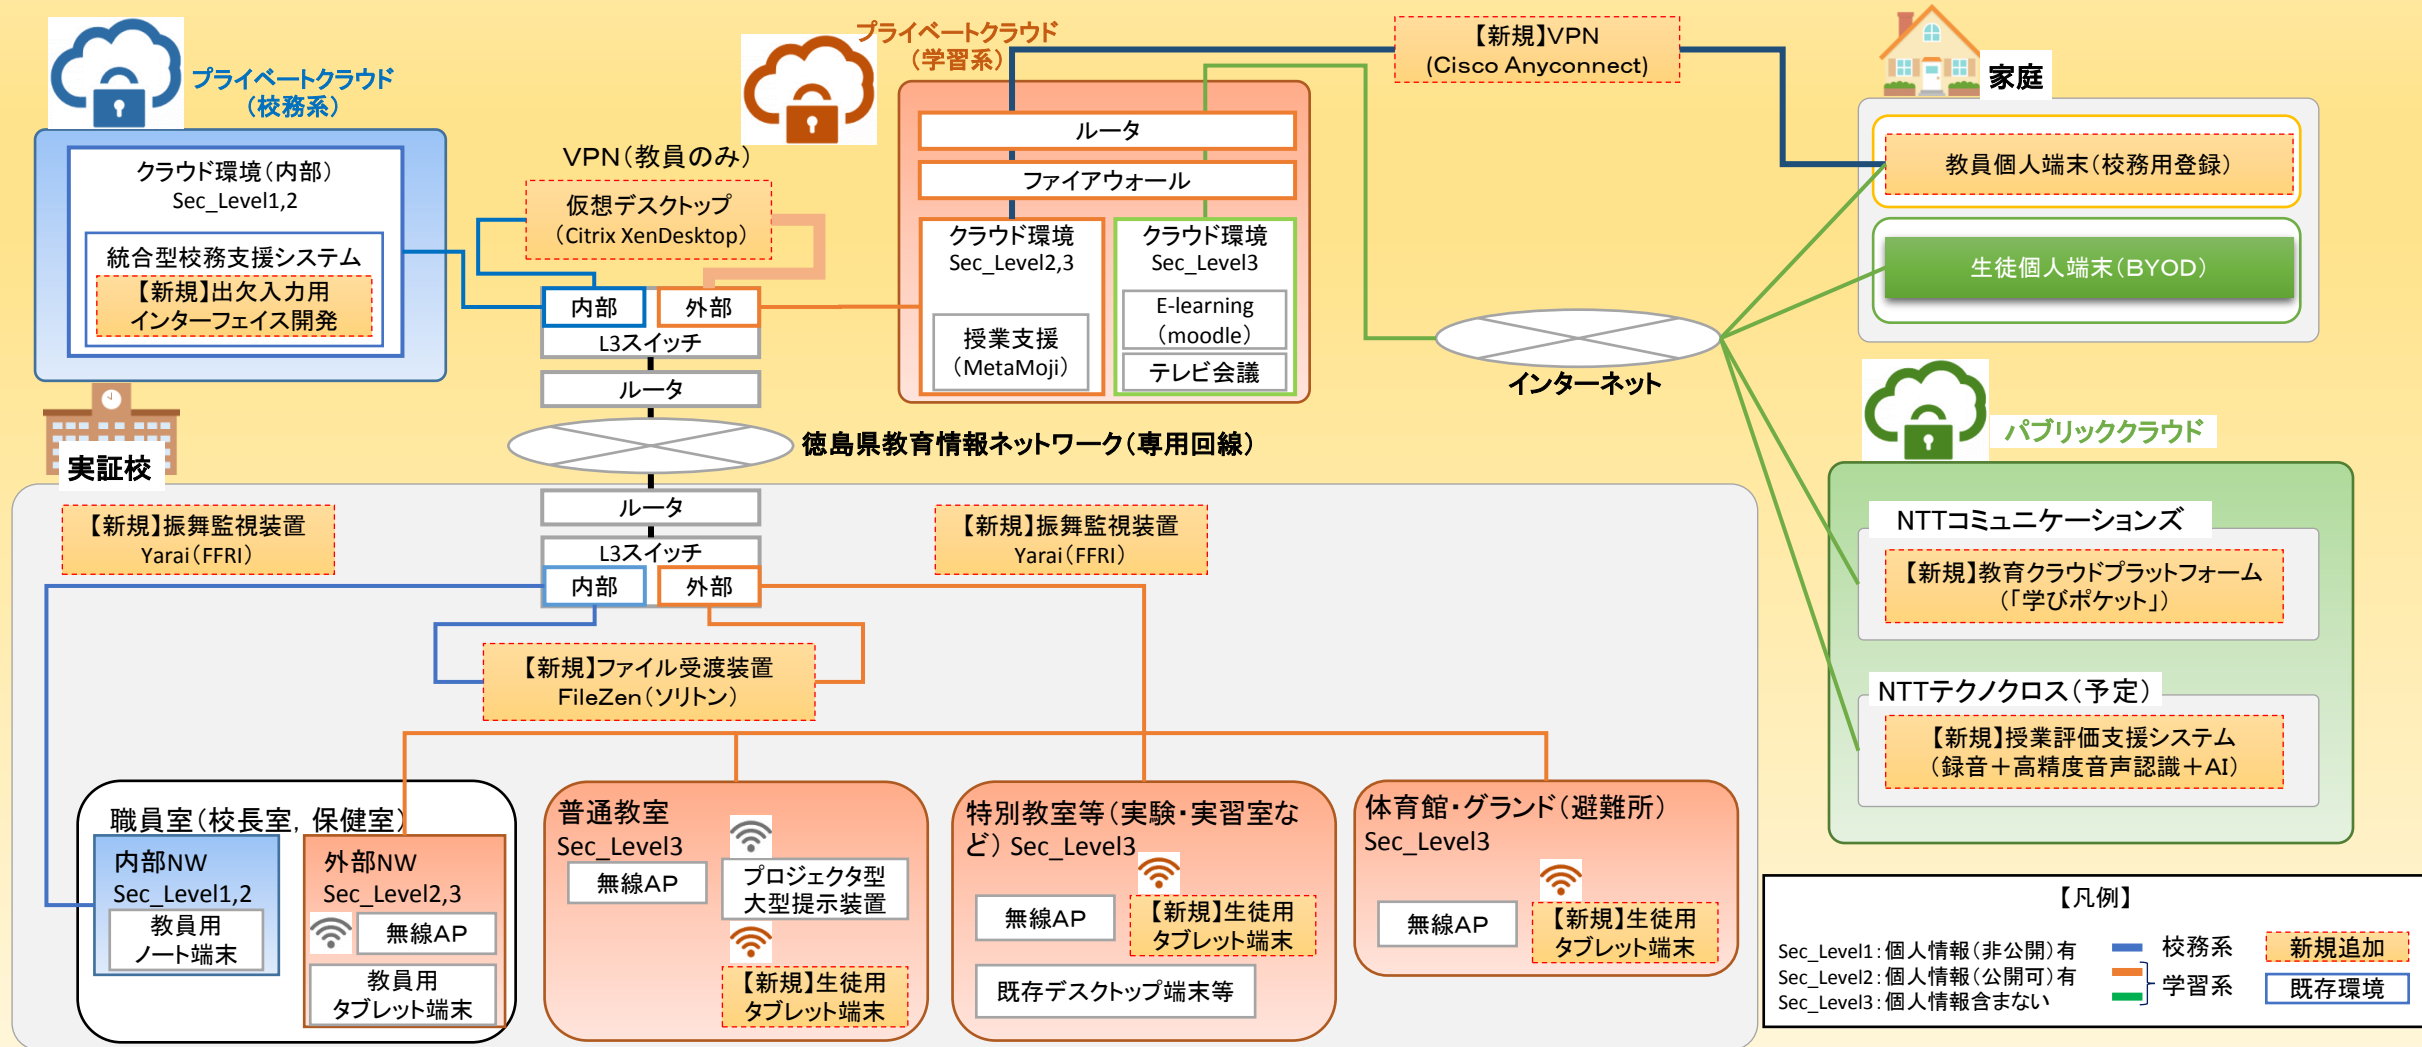 プライベートクラウド
（校務系）
クラウド環境（内部）
Sec_Level1,2
統合型校務支援システム
【新規】出欠入力用
インターフェイス開発
VPN（教員のみ）
仮想デスクトップ
（Citrix XenDesktop）
内部
外部
L3スイッチ
ルータ
プライベートクラウド
（学習系）
ルータ
ファイアウォール
クラウド環境
Sec_Level2,3
授業支援
（MetaMoji）
クラウド環境
Sec_Level3
E-learning
（moodle）
テレビ会議
【新規】VPN
(Cisco Anyconnect)
家庭
教員個人端末（校務用登録）
生徒個人端末（BYOD）
インターネット
徳島県教育情報ネットワーク（専用回線）
パブリッククラウド
NTTコミュニケーションズ
【新規】教育クラウドプラットフォーム
（「学びポケット」）
NTTテクノクロス（予定）
【新規】授業評価支援システム
（録音＋高精度音声認識＋AI）
実証校
【新規】振舞監視装置
Yarai（FFRI）
ルータ
L3スイッチ
内部
外部
【新規】振舞監視装置
Yarai（FFRI）
【新規】ファイル受渡装置
FileZen（ソリトン）
職員室（校長室，保健室）
内部NW
Sec_Level1,2
教員用
ノート端末
外部NW
Sec_Level2,3
無線AP
教員用
タブレット端末
普通教室
Sec_Level3
無線AP
プロジェクタ型
大型提示装置
【新規】生徒用
タブレット端末
特別教室等（実験・実習室な
ど） Sec_Level3
無線AP
【新規】生徒用
タブレット端末
既存デスクトップ端末等
体育館・グランド（避難所）
Sec_Level3
無線AP
【新規】生徒用
タブレット端末
【凡例】
Sec_Level1：個人情報（非公開）有
Sec_Level2：個人情報（公開可）有
Sec_Level3：個人情報含まない
校務系
学習系
新規追加
既存環境